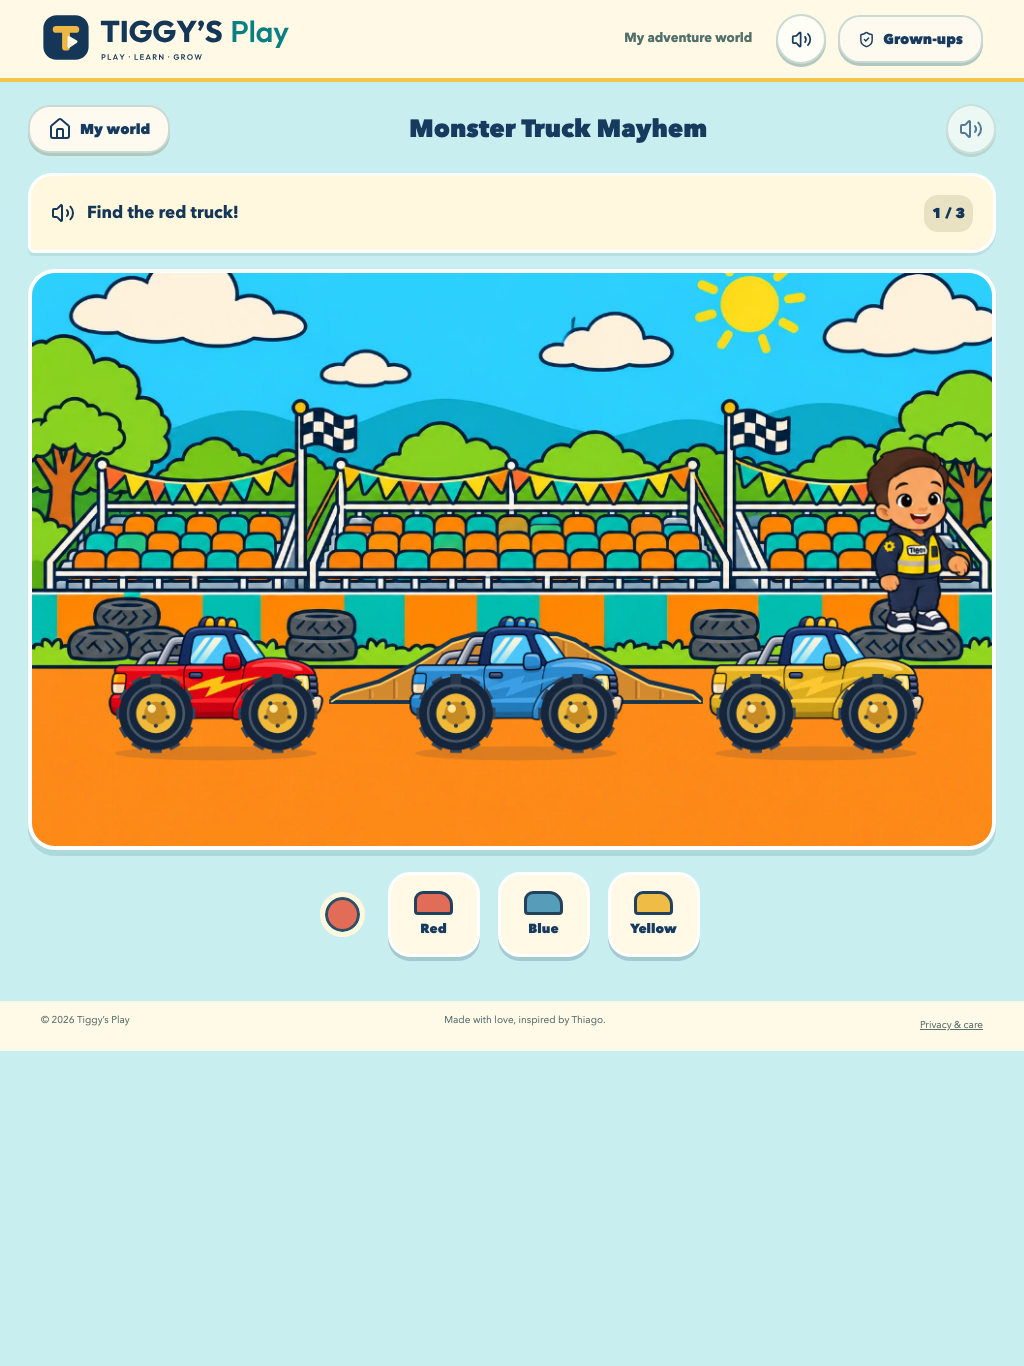 TIGGY'S Play
PLAY · LEARN · GROW
My adventure world
Grown-ups
My world
Monster Truck Mayhem
Find the red truck!
1 / 3
TIGGY
Red
Blue
Yellow
© 2026 Tiggy's Play
Made with love, inspired by Thiago.
Privacy & care